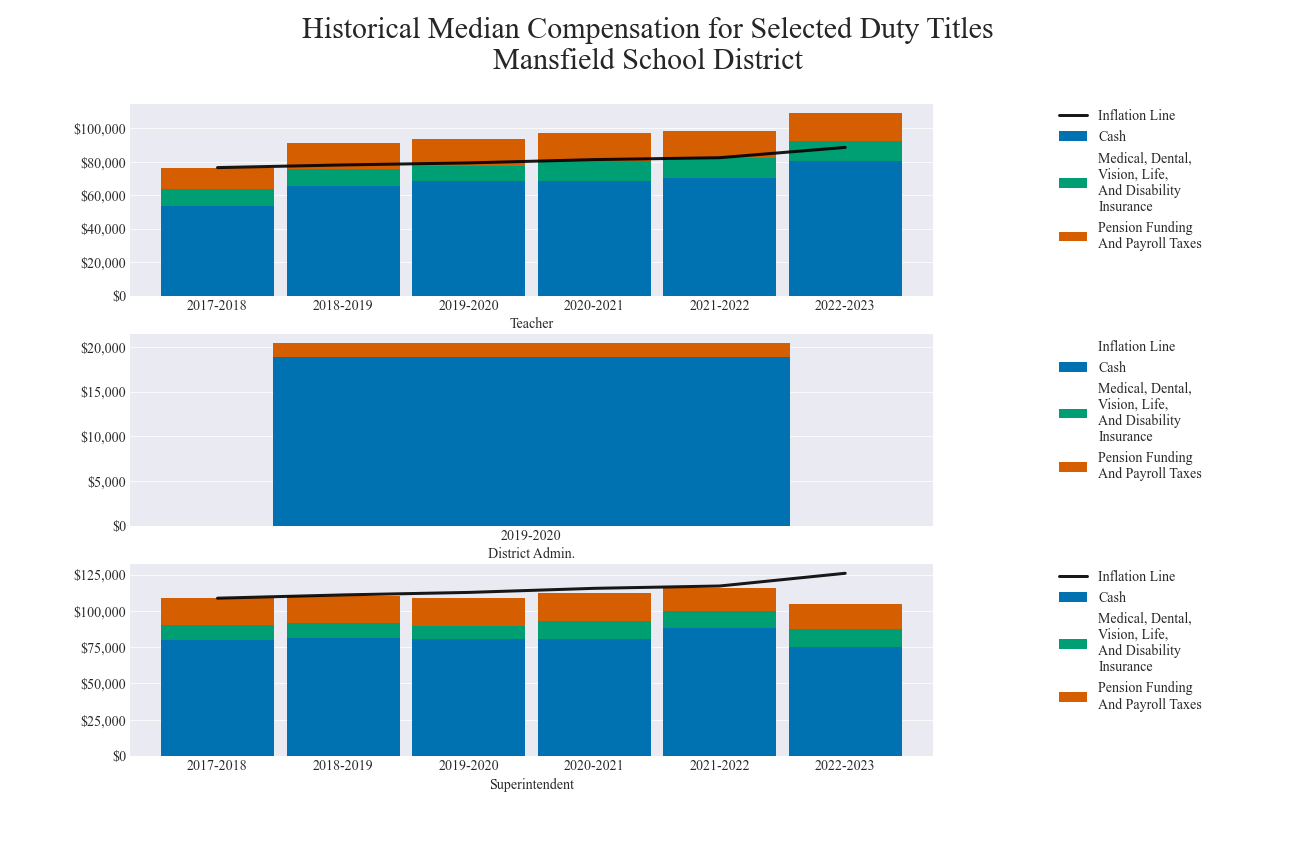 Historical Median Compensation for Selected Duty Titles
Mansfield School District
$100,000
$80,000
$60,000
$40,000
$20,000
$0
2017-2018
2018-2019
2019-2020
2020-2021
2021-2022
2022-2023
Teacher
Inflation Line
Cash
Medical, Dental,
Vision, Life,
And Disability
Insurance
Pension Funding
And Payroll Taxes
$20,000
$15,000
$10,000
$5,000
$0
2019-2020
District Admin.
Inflation Line
Cash
Medical, Dental,
Vision, Life,
And Disability
Insurance
Pension Funding
And Payroll Taxes
$125,000
$100,000
$75,000
$50,000
$25,000
$0
2017-2018
2018-2019
2019-2020
2020-2021
2021-2022
2022-2023
Superintendent
Inflation Line
Cash
Medical, Dental,
Vision, Life,
And Disability
Insurance
Pension Funding
And Payroll Taxes